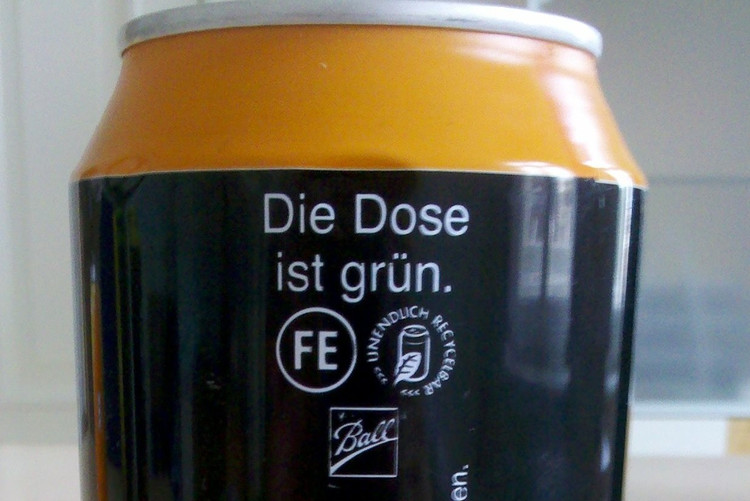 Die Dose
ist grün.
FE
UNENDLICH RECYCELBAR
Ball
en.